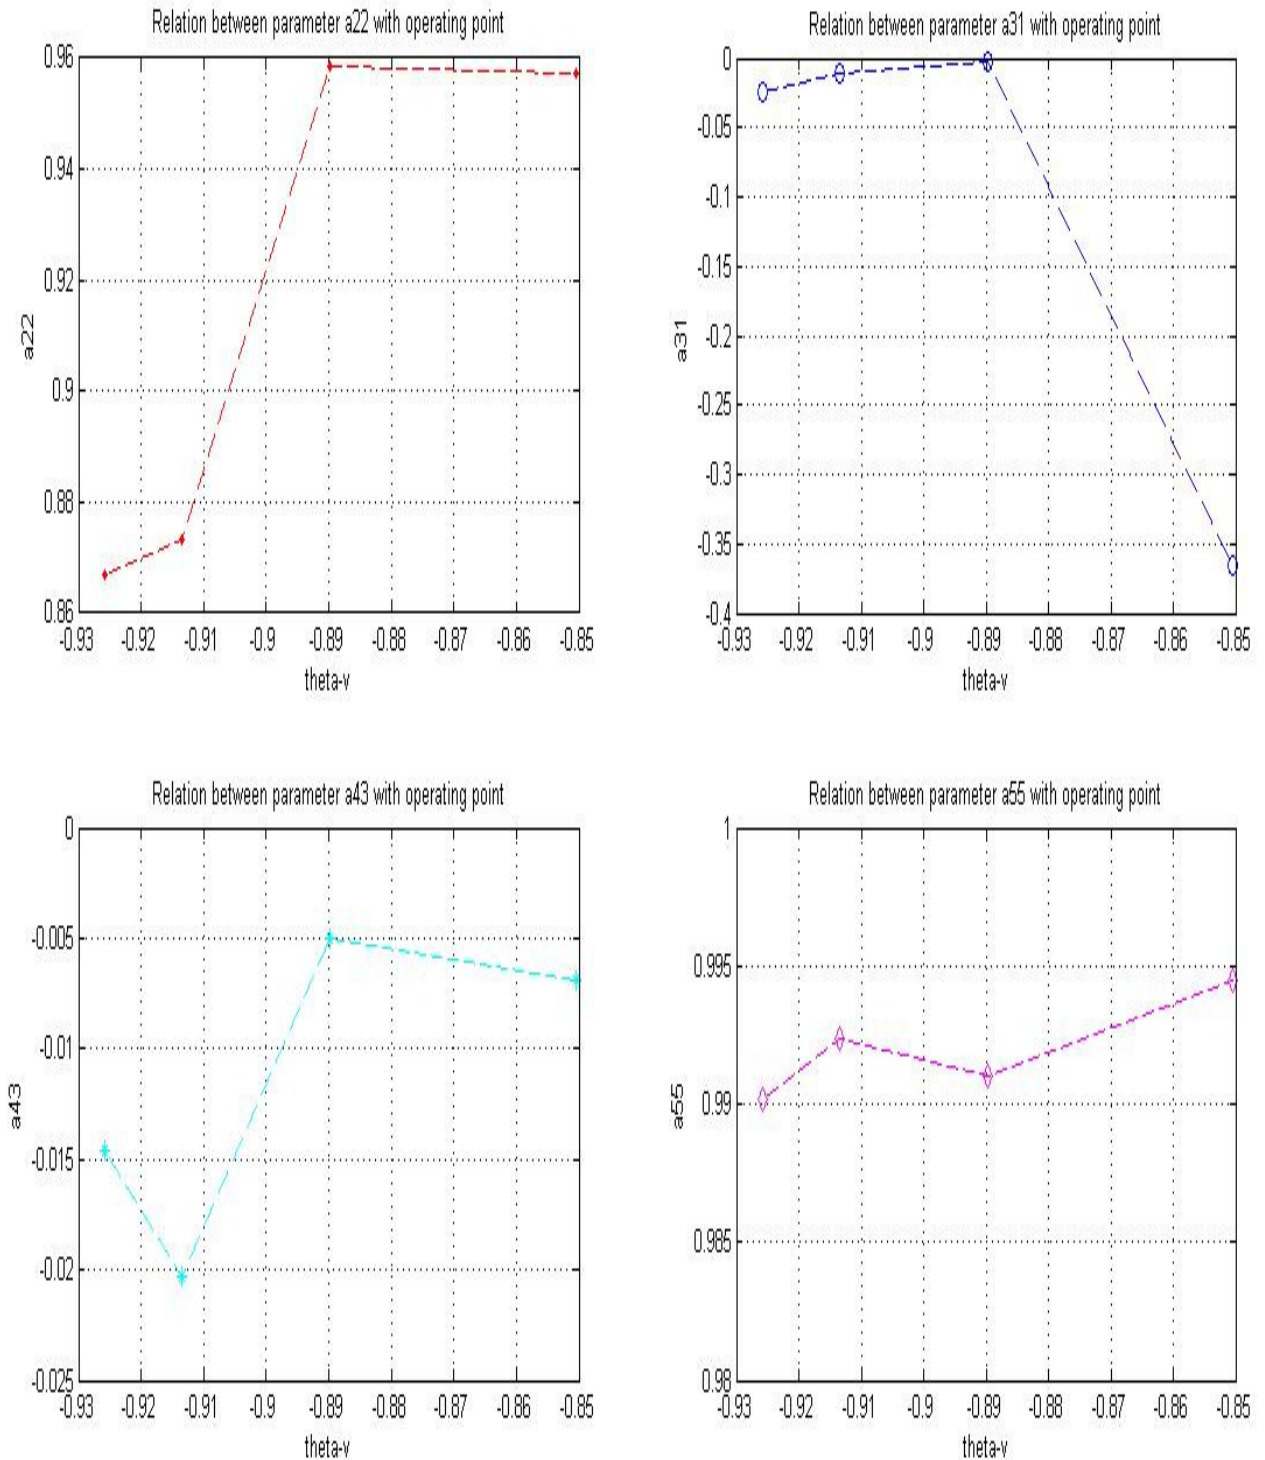 Relation between parameter a22 with operating point
0.96
0.94
0.92
0.9
0.88
0.86
a22
-0.93 -0.92 -0.91 -0.9 -0.89 -0.88 -0.87 -0.86 -0.85
theta-v
Relation between parameter a31 with operating point
0
-0.05
-0.1
-0.15
-0.2
-0.25
-0.3
-0.35
-0.4
a31
-0.93 -0.92 -0.91 -0.9 -0.89 -0.88 -0.87 -0.86 -0.85
theta-v
Relation between parameter a43 with operating point
0
-0.005
-0.01
-0.015
-0.02
-0.025
a43
-0.93 -0.92 -0.91 -0.9 -0.89 -0.88 -0.87 -0.86 -0.85
theta-v
Relation between parameter a55 with operating point
1
0.995
0.99
0.985
0.98
a55
-0.93 -0.92 -0.91 -0.9 -0.89 -0.88 -0.87 -0.86 -0.85
theta-v